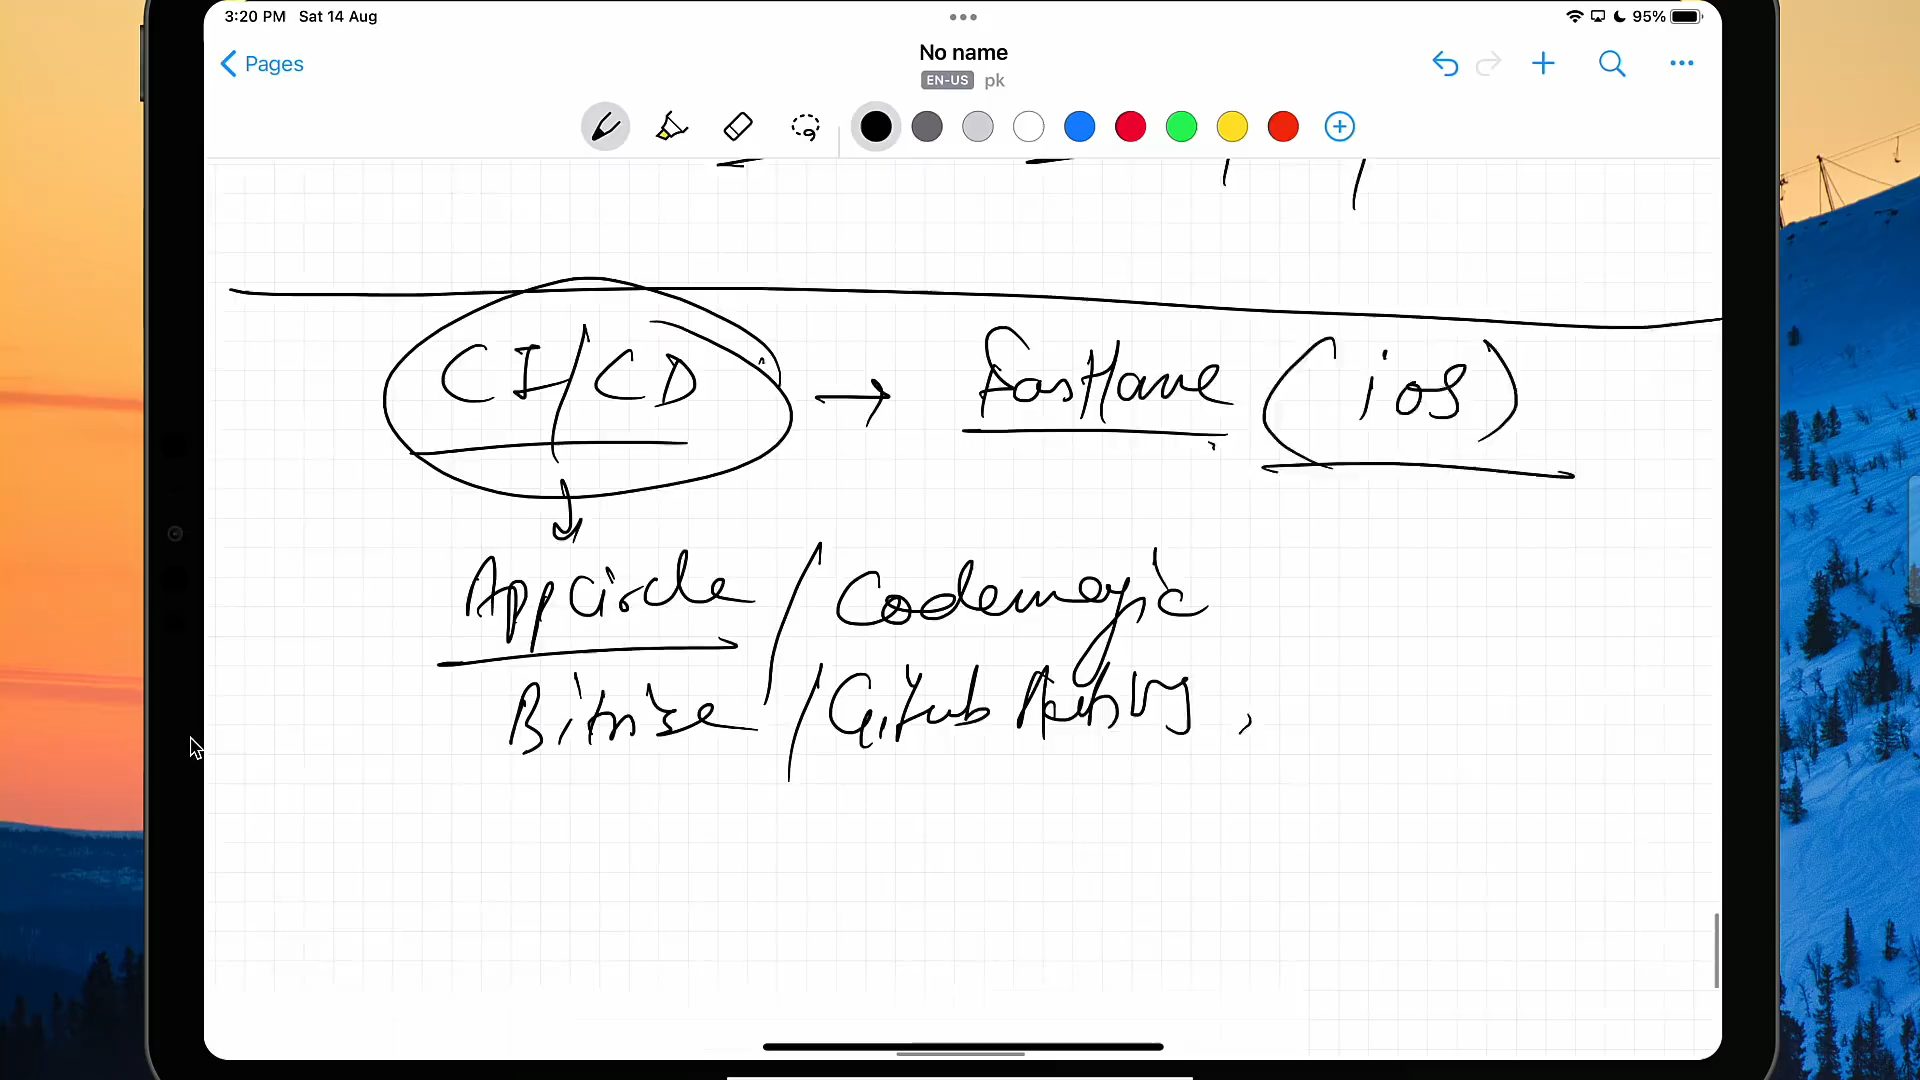 3:20 PM Sat 14 Aug
95%
Pages
No name
EN-US pk
CI/CD → Fastlane (ios)
Appcircle / Codemagic
Bitrise / Github Actions,